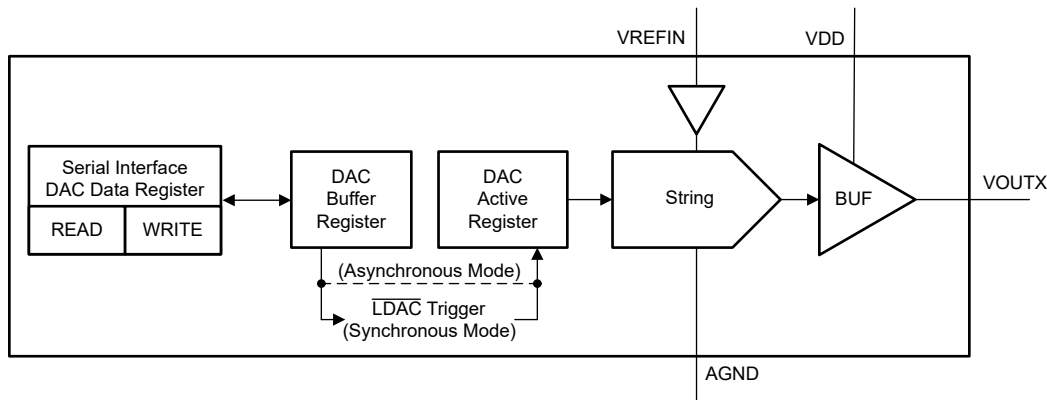 VREFIN
VDD
Serial Interface
DAC Data Register
READ
WRITE
DAC
Buffer
Register
DAC
Active
Register
String
BUF
VOUTX
(Asynchronous Mode)
LDAC Trigger
(Synchronous Mode)
AGND